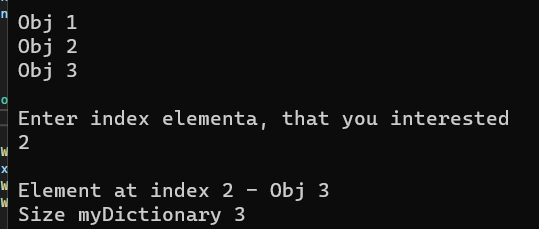 Obj 1
Obj 2
Obj 3
Enter index elementa, that you interested
2
Element at index 2 - Obj 3
Size myDictionary 3